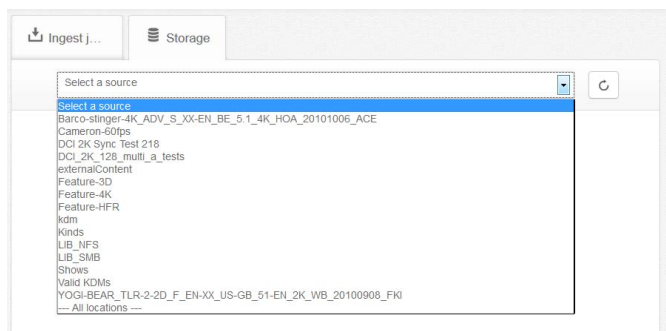 Ingest j...
Storage
Select a source
Select a source
Barco-stinger-4K_ADV_S_XX-EN_BE_5.1_4K_HOA_20101006_ACE
Cameron-60fps
DCI 2K Sync Test 218
DCI_2K_128_multi_a_tests
externalContent
Feature-3D
Feature-4K
Feature-HFR
kdm
Kinds
LIB_NFS
LIB_SMB
Shows
Valid KDMs
YOGI-BEAR_TLR-2-2D_F_EN-XX_US-GB_51-EN_2K_WB_20100908_FKI
--- All locations ---